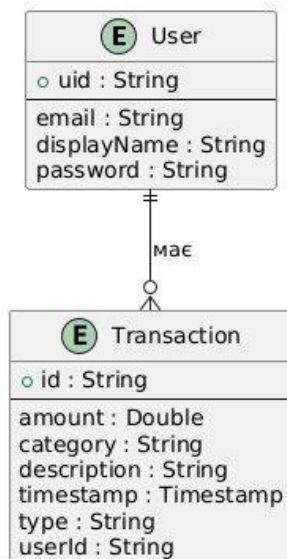 E User
uid : String
email : String
displayName : String
password : String
має
E Transaction
id : String
amount : Double
category : String
description : String
timestamp : Timestamp
type : String
userId : String